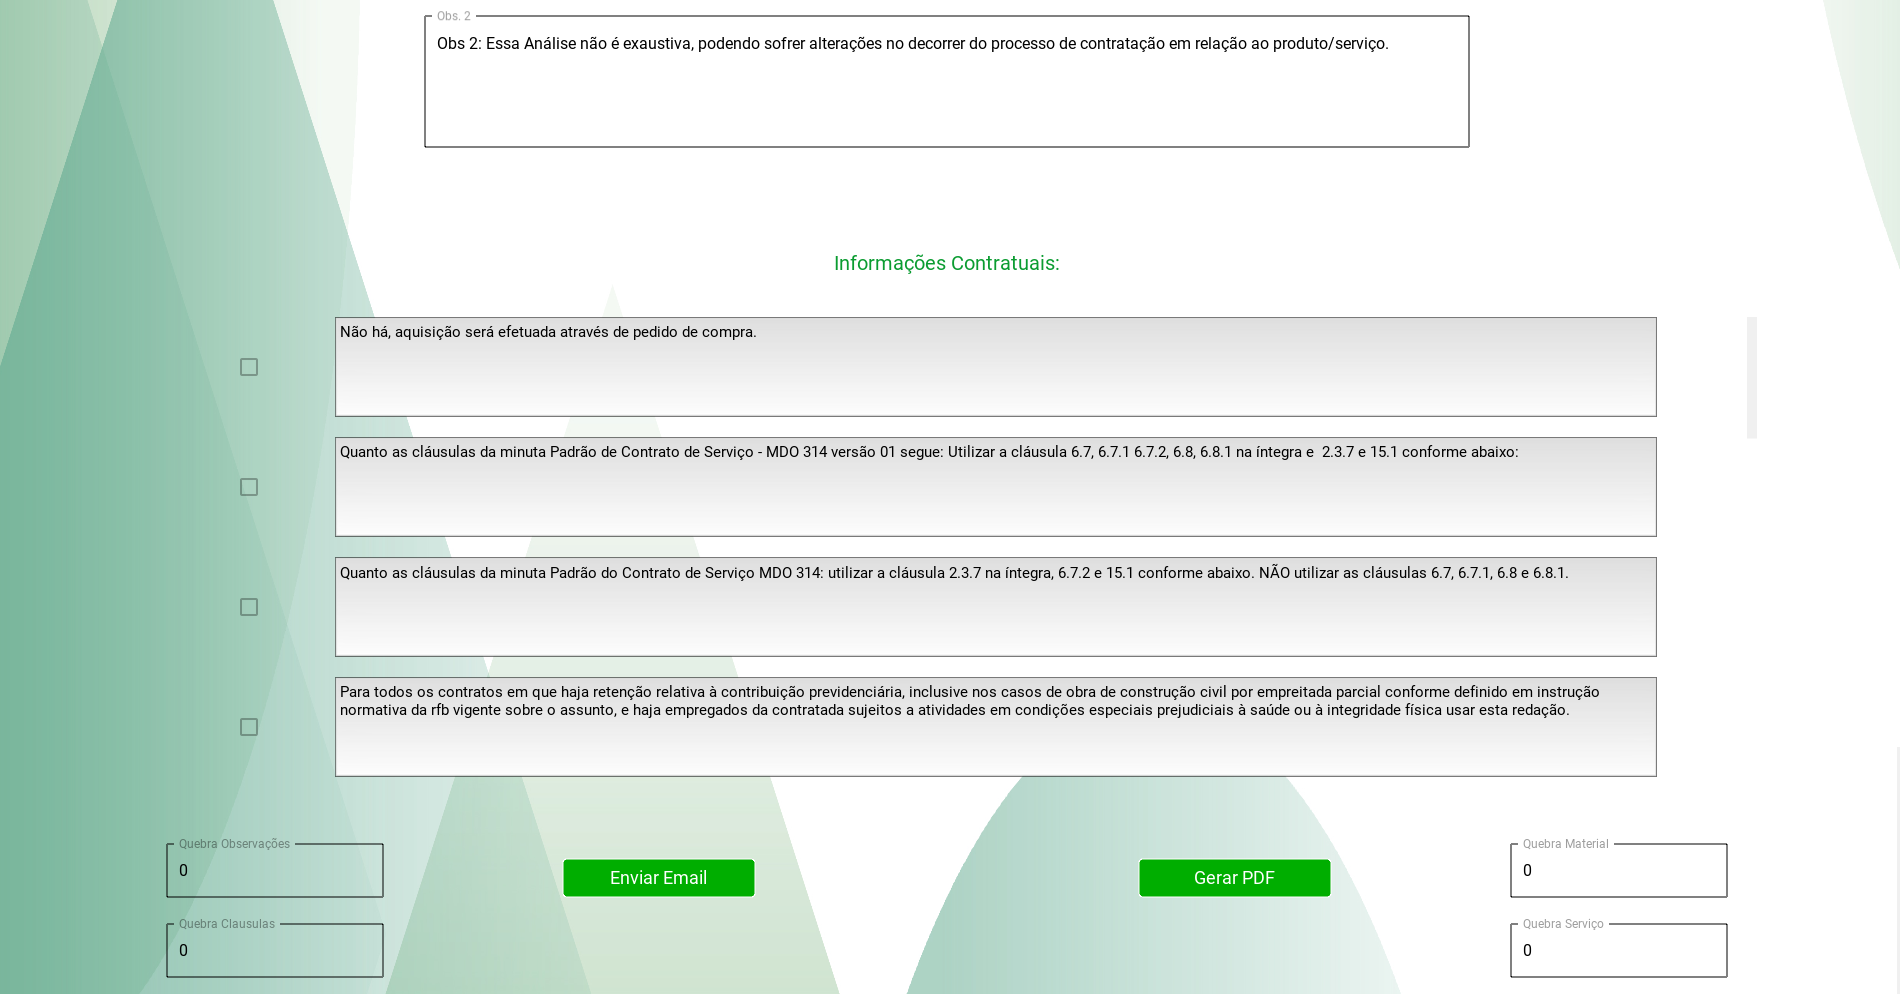 Obs. 2
Obs 2: Essa Análise não é exaustiva, podendo sofrer alterações no decorrer do processo de contratação em relação ao produto/serviço.
Informações Contratuais:
Não há, aquisição será efetuada através de pedido de compra.
Quanto as cláusulas da minuta Padrão de Contrato de Serviço - MDO 314 versão 01 segue: Utilizar a cláusula 6.7, 6.7.1 6.7.2, 6.8, 6.8.1 na íntegra e  2.3.7 e 15.1 conforme abaixo:
Quanto as cláusulas da minuta Padrão do Contrato de Serviço MDO 314: utilizar a cláusula 2.3.7 na íntegra, 6.7.2 e 15.1 conforme abaixo. NÃO utilizar as cláusulas 6.7, 6.7.1, 6.8 e 6.8.1.
Para todos os contratos em que haja retenção relativa à contribuição previdenciária, inclusive nos casos de obra de construção civil por empreitada parcial conforme definido em instrução
normativa da rfb vigente sobre o assunto, e haja empregados da contratada sujeitos a atividades em condições especiais prejudiciais à saúde ou à integridade física usar esta redação.
Quebra Observações
0
Enviar Email
Gerar PDF
Quebra Material
0
Quebra Clausulas
0
Quebra Serviço
0